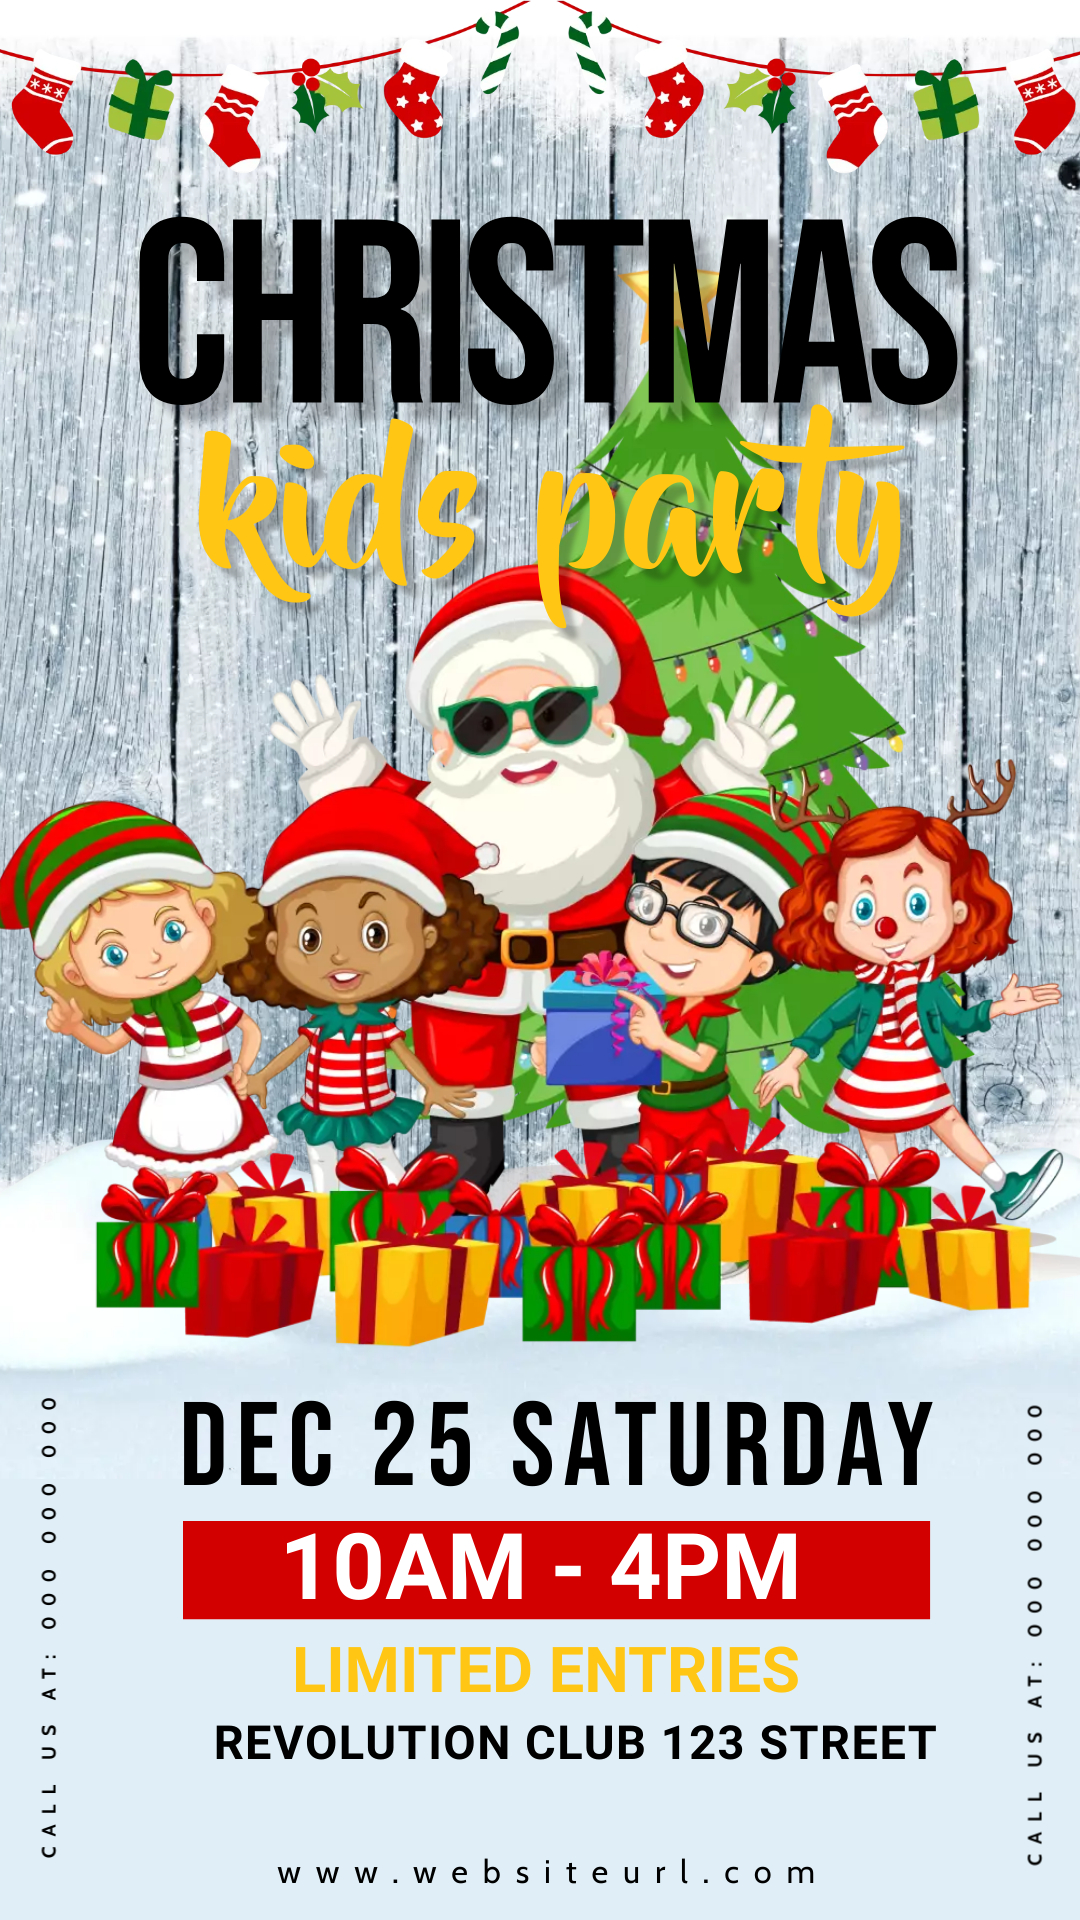 CHRISTMAS
kids party
DEC 25 SATURDAY
10AM - 4PM
LIMITED ENTRIES
REVOLUTION CLUB 123 STREET
CALL US AT: 000 000 000
CALL US AT: 000 000 000
www.websiteurl.com